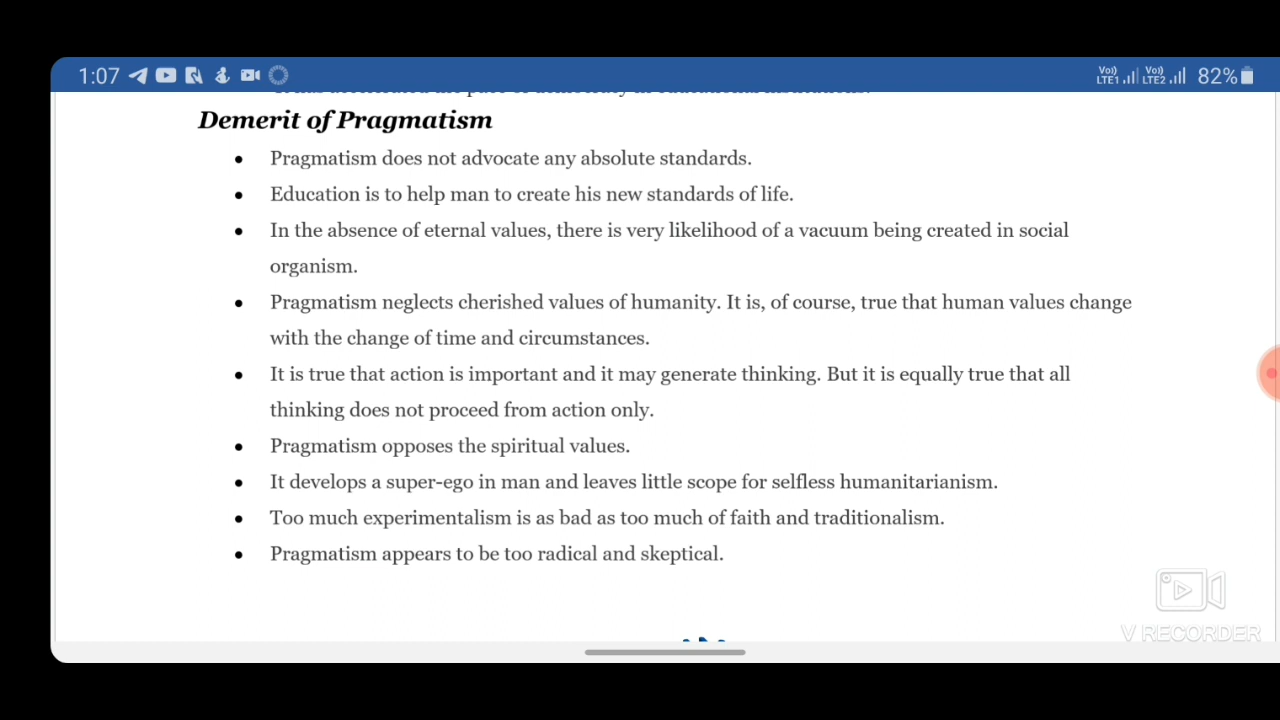 1:07
Vo)) LTE1 Vo)) LTE2 82%
Demerit of Pragmatism
• Pragmatism does not advocate any absolute standards.
• Education is to help man to create his new standards of life.
• In the absence of eternal values, there is very likelihood of a vacuum being created in social
organism.
• Pragmatism neglects cherished values of humanity. It is, of course, true that human values change
with the change of time and circumstances.
• It is true that action is important and it may generate thinking. But it is equally true that all
thinking does not proceed from action only.
• Pragmatism opposes the spiritual values.
• It develops a super-ego in man and leaves little scope for selfless humanitarianism.
• Too much experimentalism is as bad as too much of faith and traditionalism.
• Pragmatism appears to be too radical and skeptical.
V RECORDER